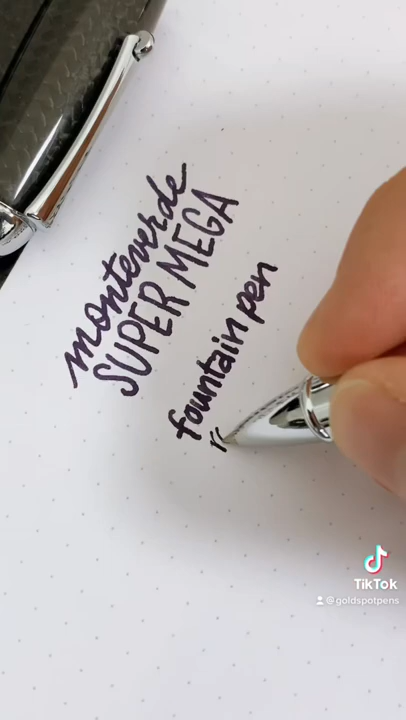 monteverde
SUPER MEGA
fountain pen
TikTok
@goldspotpens